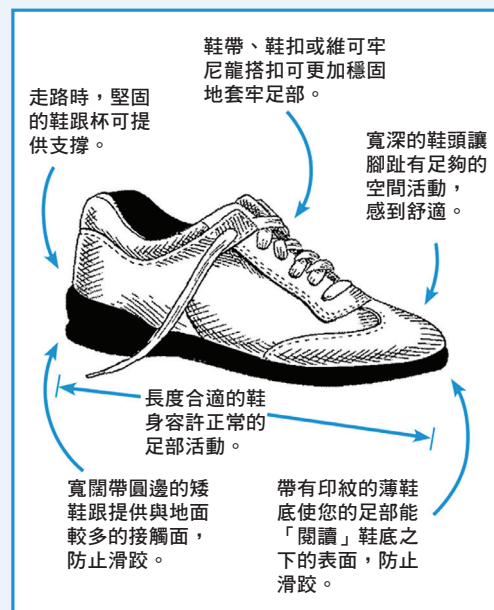 鞋帶、鞋扣或維可牢
尼龍搭扣可更加穩固
地套牢足部。
走路時，堅固
的鞋跟杯可提
供支撐。
寬深的鞋頭讓
腳趾有足夠的
空間活動，
感到舒適。
長度合適的鞋
身容許正常的
足部活動。
寬闊帶圓邊的矮
鞋跟提供與地面
較多的接觸面，
防止滑跤。
帶有印紋的薄鞋
底使您的足部能
「閱讀」鞋底之
下的表面，防止
滑跤。